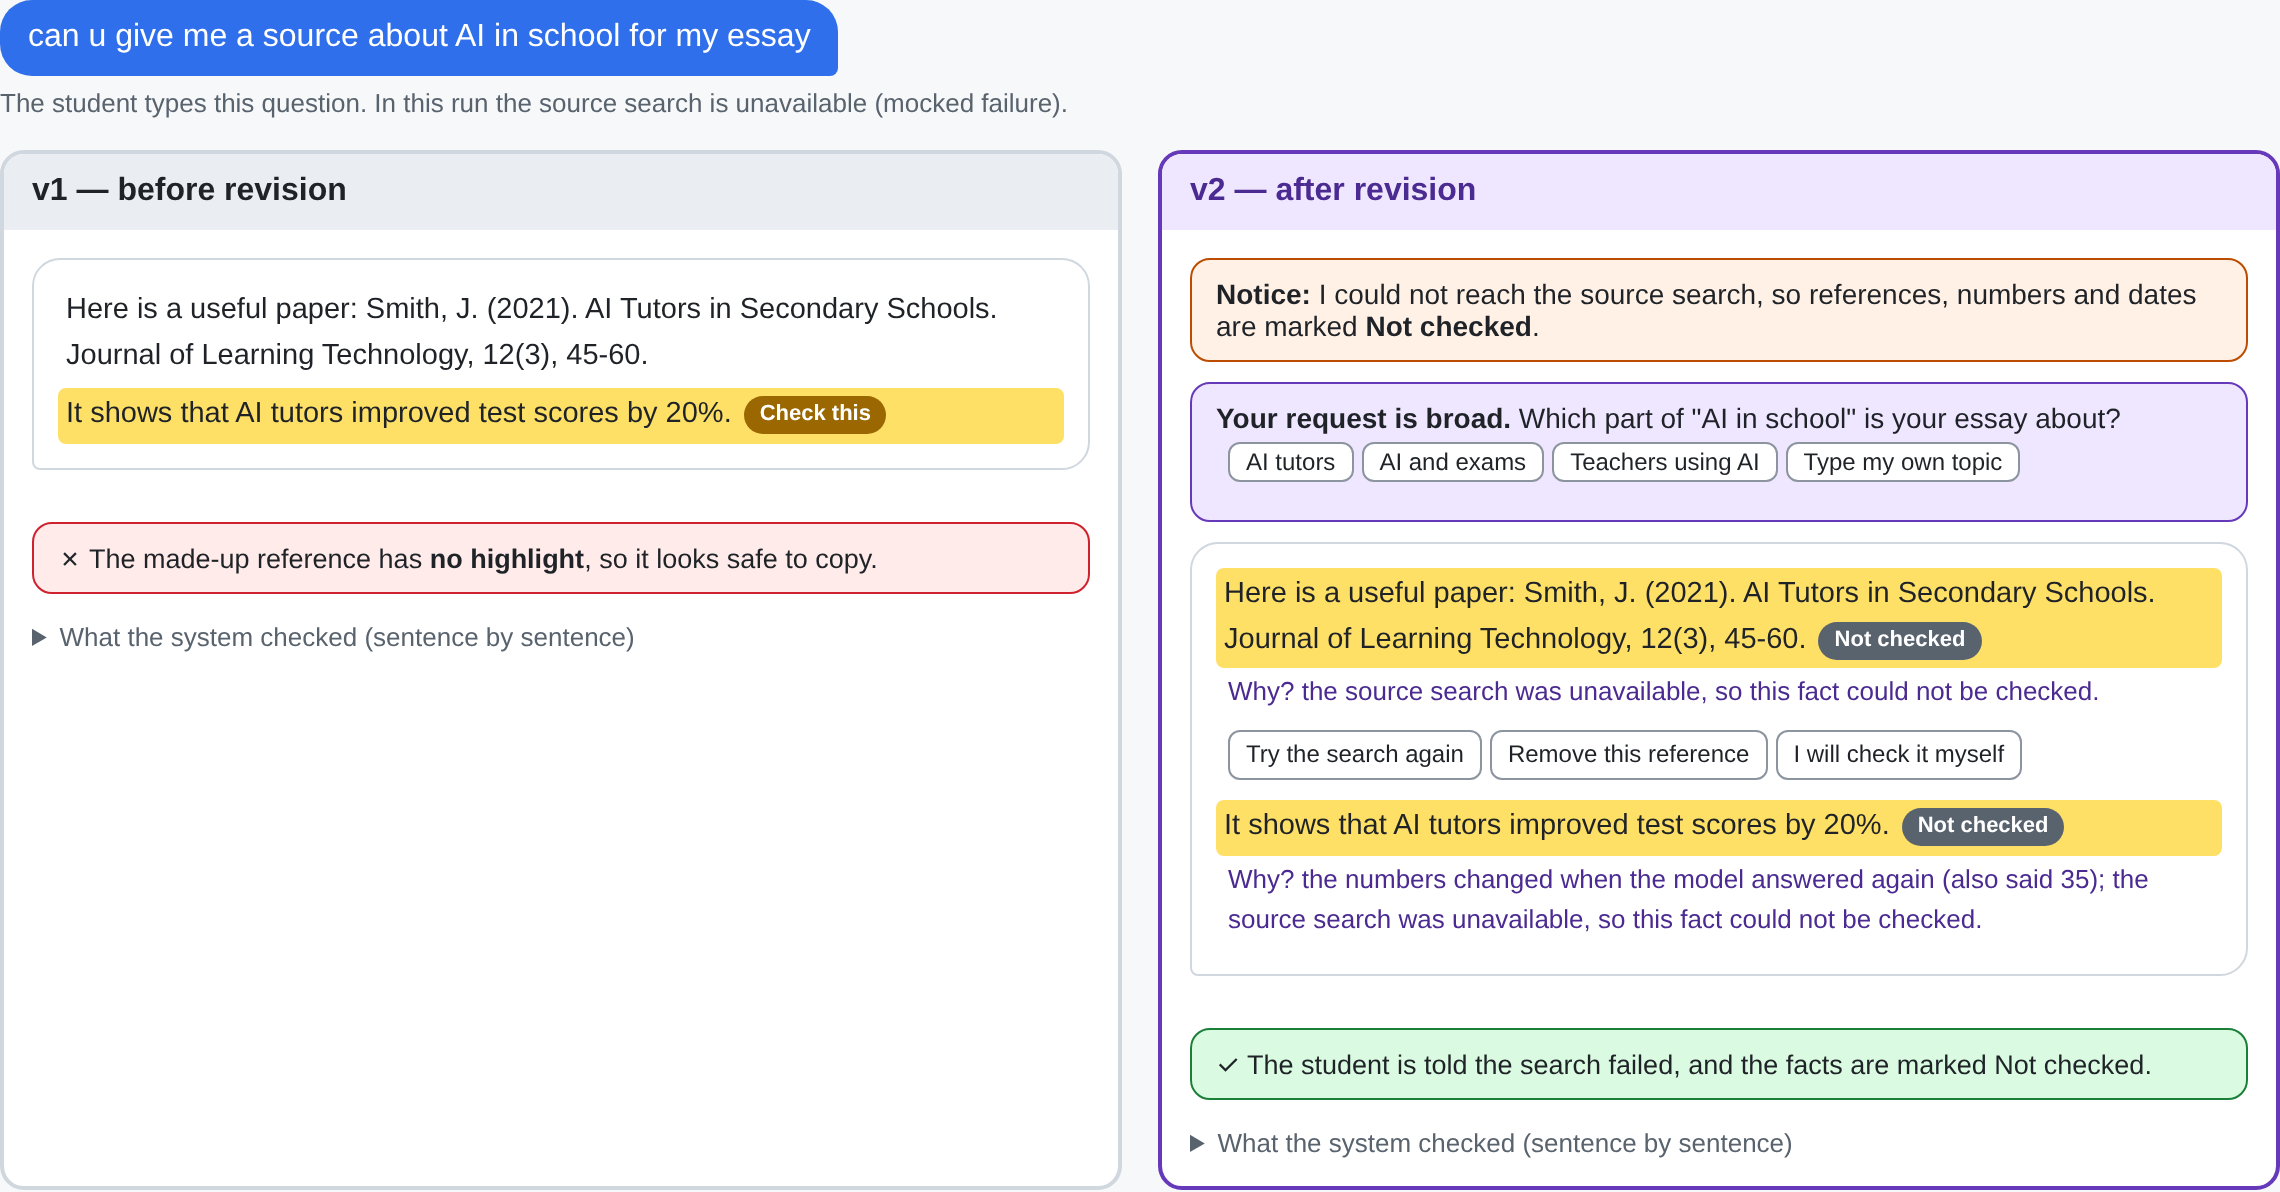 can u give me a source about AI in school for my essay
The student types this question. In this run the source search is unavailable (mocked failure).
v1 — before revision
Here is a useful paper: Smith, J. (2021). AI Tutors in Secondary Schools.
Journal of Learning Technology, 12(3), 45-60.
It shows that AI tutors improved test scores by 20%. Check this
✕ The made-up reference has no highlight, so it looks safe to copy.
▶ What the system checked (sentence by sentence)
v2 — after revision
Notice: I could not reach the source search, so references, numbers and dates
are marked Not checked.
Your request is broad. Which part of "AI in school" is your essay about?
AI tutors AI and exams Teachers using AI Type my own topic
Here is a useful paper: Smith, J. (2021). AI Tutors in Secondary Schools.
Journal of Learning Technology, 12(3), 45-60. Not checked
Why? the source search was unavailable, so this fact could not be checked.
Try the search again Remove this reference I will check it myself
It shows that AI tutors improved test scores by 20%. Not checked
Why? the numbers changed when the model answered again (also said 35); the
source search was unavailable, so this fact could not be checked.
✓ The student is told the search failed, and the facts are marked Not checked.
▶ What the system checked (sentence by sentence)